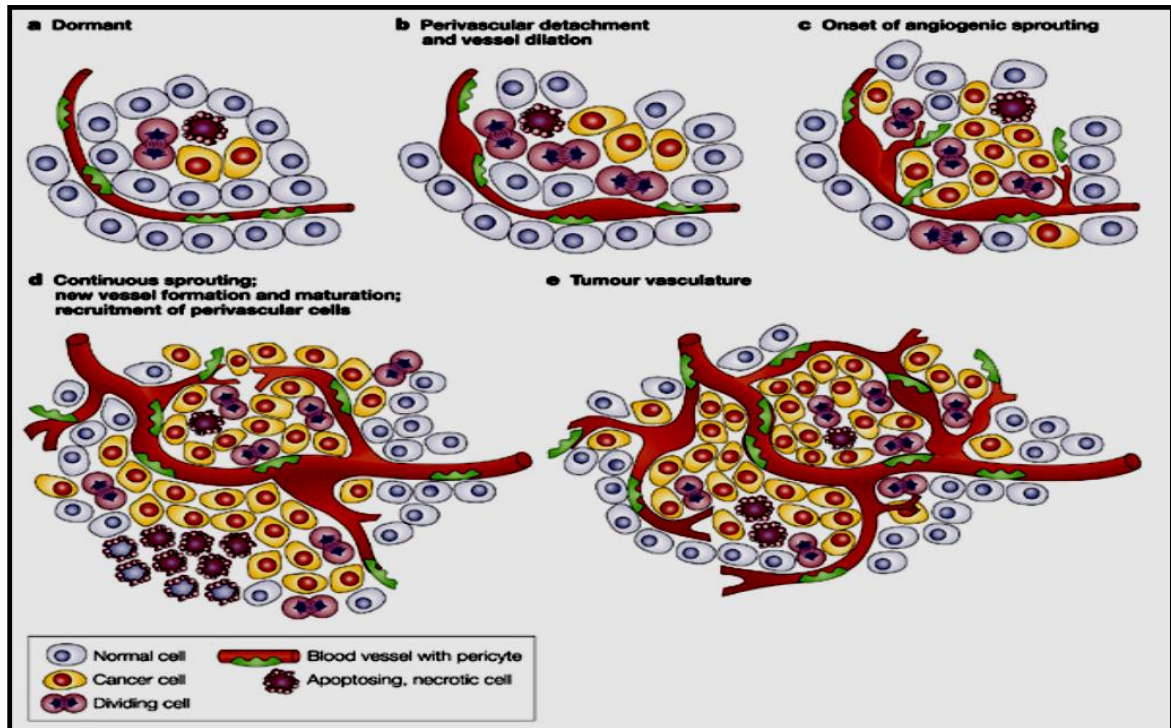 a Dormant
b Perivascular detachment
and vessel dilation
c Onset of angiogenic sprouting
d Continuous sprouting;
new vessel formation and maturation;
recruitment of perivascular cells
e Tumour vasculature
Normal cell
Blood vessel with pericyte
Cancer cell
Apoptosing, necrotic cell
Dividing cell